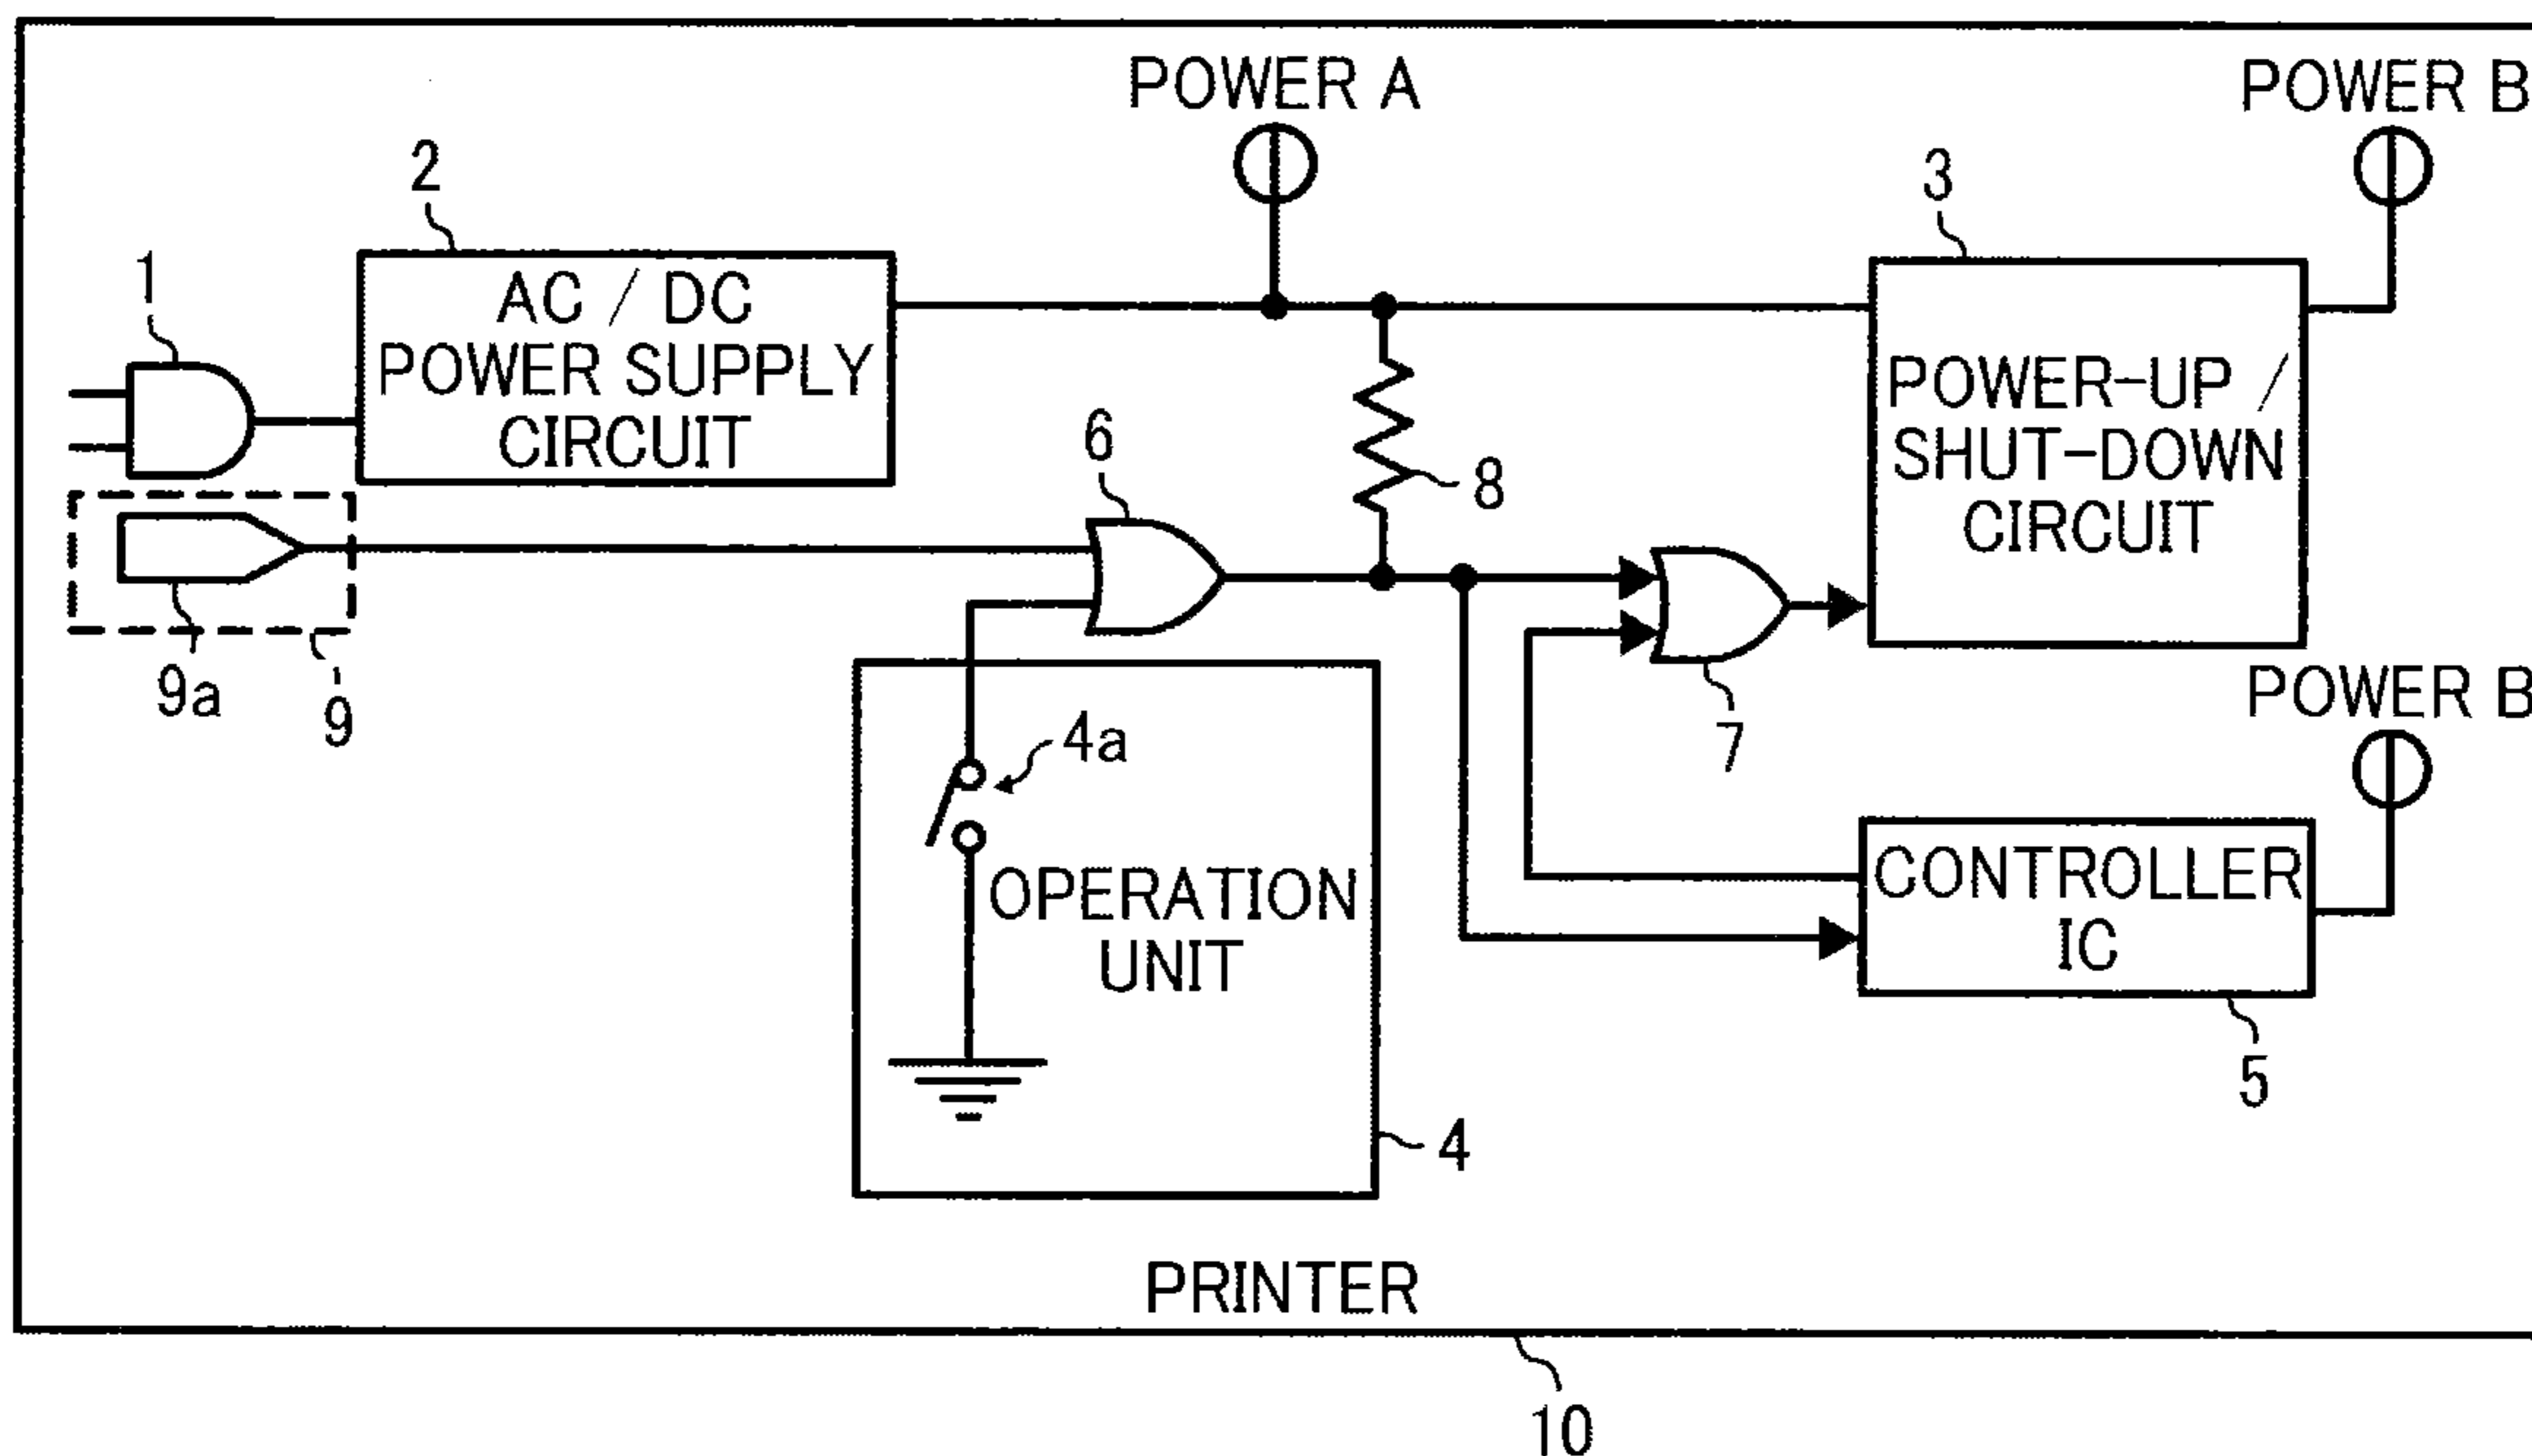 POWER A
POWER B
2
3
1
AC / DC
POWER SUPPLY
CIRCUIT
POWER-UP /
SHUT-DOWN
CIRCUIT
6
8
9a
9
7
POWER B
4a
OPERATION
UNIT
CONTROLLER
IC
5
4
PRINTER
10